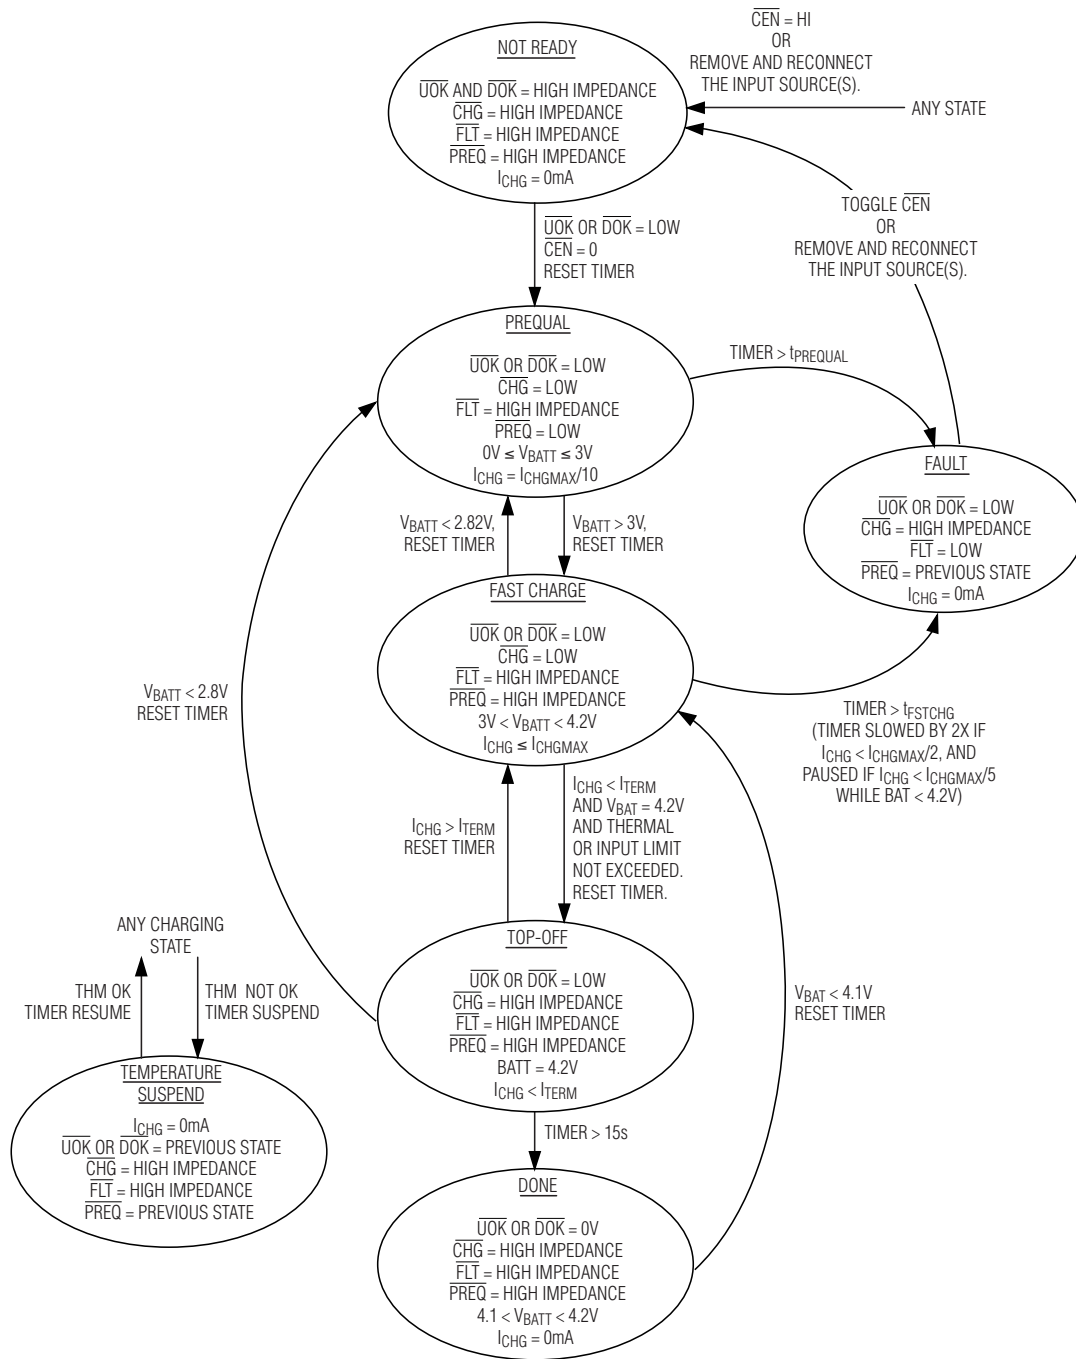 NOT READY
UOK AND DOK = HIGH IMPEDANCE
CHG = HIGH IMPEDANCE
FLT = HIGH IMPEDANCE
PREQ = HIGH IMPEDANCE
ICHG = 0mA
CEN = HI
OR
REMOVE AND RECONNECT
THE INPUT SOURCE(S).
ANY STATE
TOGGLE CEN
OR
REMOVE AND RECONNECT
THE INPUT SOURCE(S).
UOK OR DOK = LOW
CEN = 0
RESET TIMER
PREQUAL
UOK OR DOK = LOW
CHG = LOW
FLT = HIGH IMPEDANCE
PREQ = LOW
0V ≤ VBATT ≤ 3V
ICHG = ICHGMAX/10
TIMER > tPREQUAL
FAULT
UOK OR DOK = LOW
CHG = HIGH IMPEDANCE
FLT = LOW
PREQ = PREVIOUS STATE
ICHG = 0mA
VBATT < 2.82V,
RESET TIMER
VBATT > 3V,
RESET TIMER
FAST CHARGE
UOK OR DOK = LOW
CHG = LOW
FLT = HIGH IMPEDANCE
PREQ = HIGH IMPEDANCE
3V < VBATT < 4.2V
ICHG ≤ ICHGMAX
VBATT < 2.8V
RESET TIMER
TIMER > tFSTCHG
(TIMER SLOWED BY 2X IF
ICHG < ICHGMAX/2, AND
PAUSED IF ICHG < ICHGMAX/5
WHILE BAT < 4.2V)
ICHG > ITERM
RESET TIMER
ICHG < ITERM
AND VBAT = 4.2V
AND THERMAL
OR INPUT LIMIT
NOT EXCEEDED.
RESET TIMER.
TOP-OFF
UOK OR DOK = LOW
CHG = HIGH IMPEDANCE
FLT = HIGH IMPEDANCE
PREQ = HIGH IMPEDANCE
BATT = 4.2V
ICHG < ITERM
VBAT < 4.1V
RESET TIMER
ANY CHARGING
STATE
THM OK
TIMER RESUME
THM NOT OK
TIMER SUSPEND
TEMPERATURE
SUSPEND
ICHG = 0mA
UOK OR DOK = PREVIOUS STATE
CHG = HIGH IMPEDANCE
FLT = HIGH IMPEDANCE
PREQ = PREVIOUS STATE
TIMER > 15s
DONE
UOK OR DOK = 0V
CHG = HIGH IMPEDANCE
FLT = HIGH IMPEDANCE
PREQ = HIGH IMPEDANCE
4.1 < VBATT < 4.2V
ICHG = 0mA